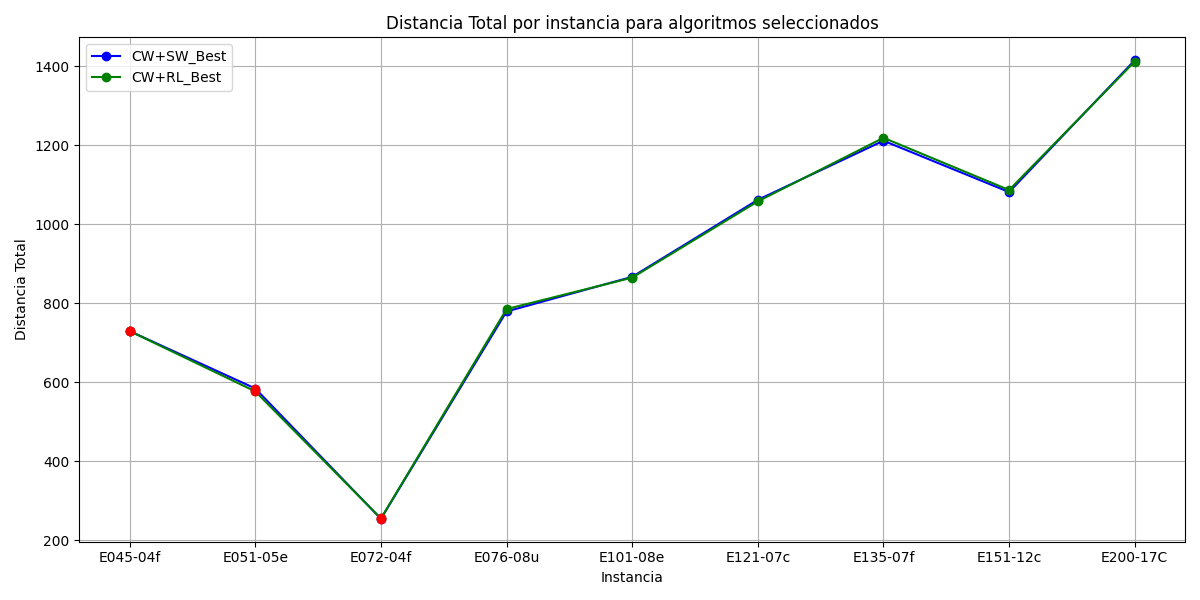 Distancia Total por instancia para algoritmos seleccionados
CW+SW_Best
CW+RL_Best
Distancia Total
1400
1200
1000
800
600
400
200
E045-04f E051-05e E072-04f E076-08u E101-08e E121-07c E135-07f E151-12c E200-17C
Instancia